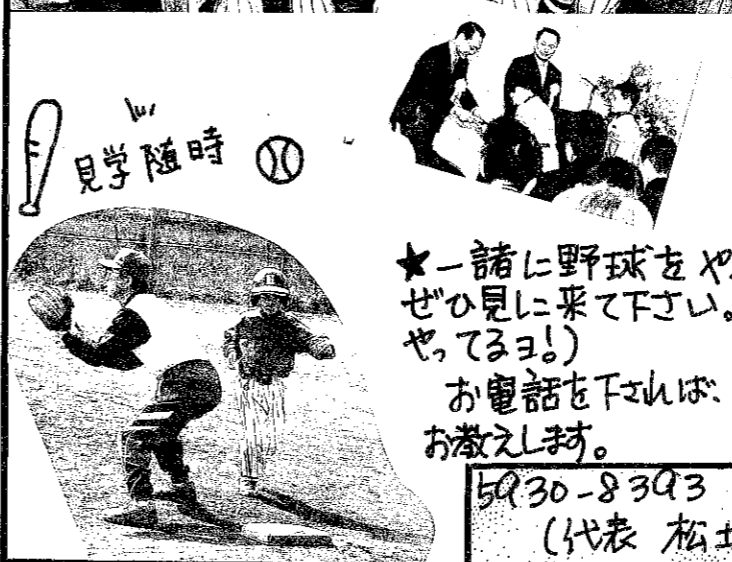 見学随時
★一諸に野球をや
ぜひ見に来て下さい。
やってるヨ!)
お電話を下されば、
お教えします。
5930-8393
(代表 松